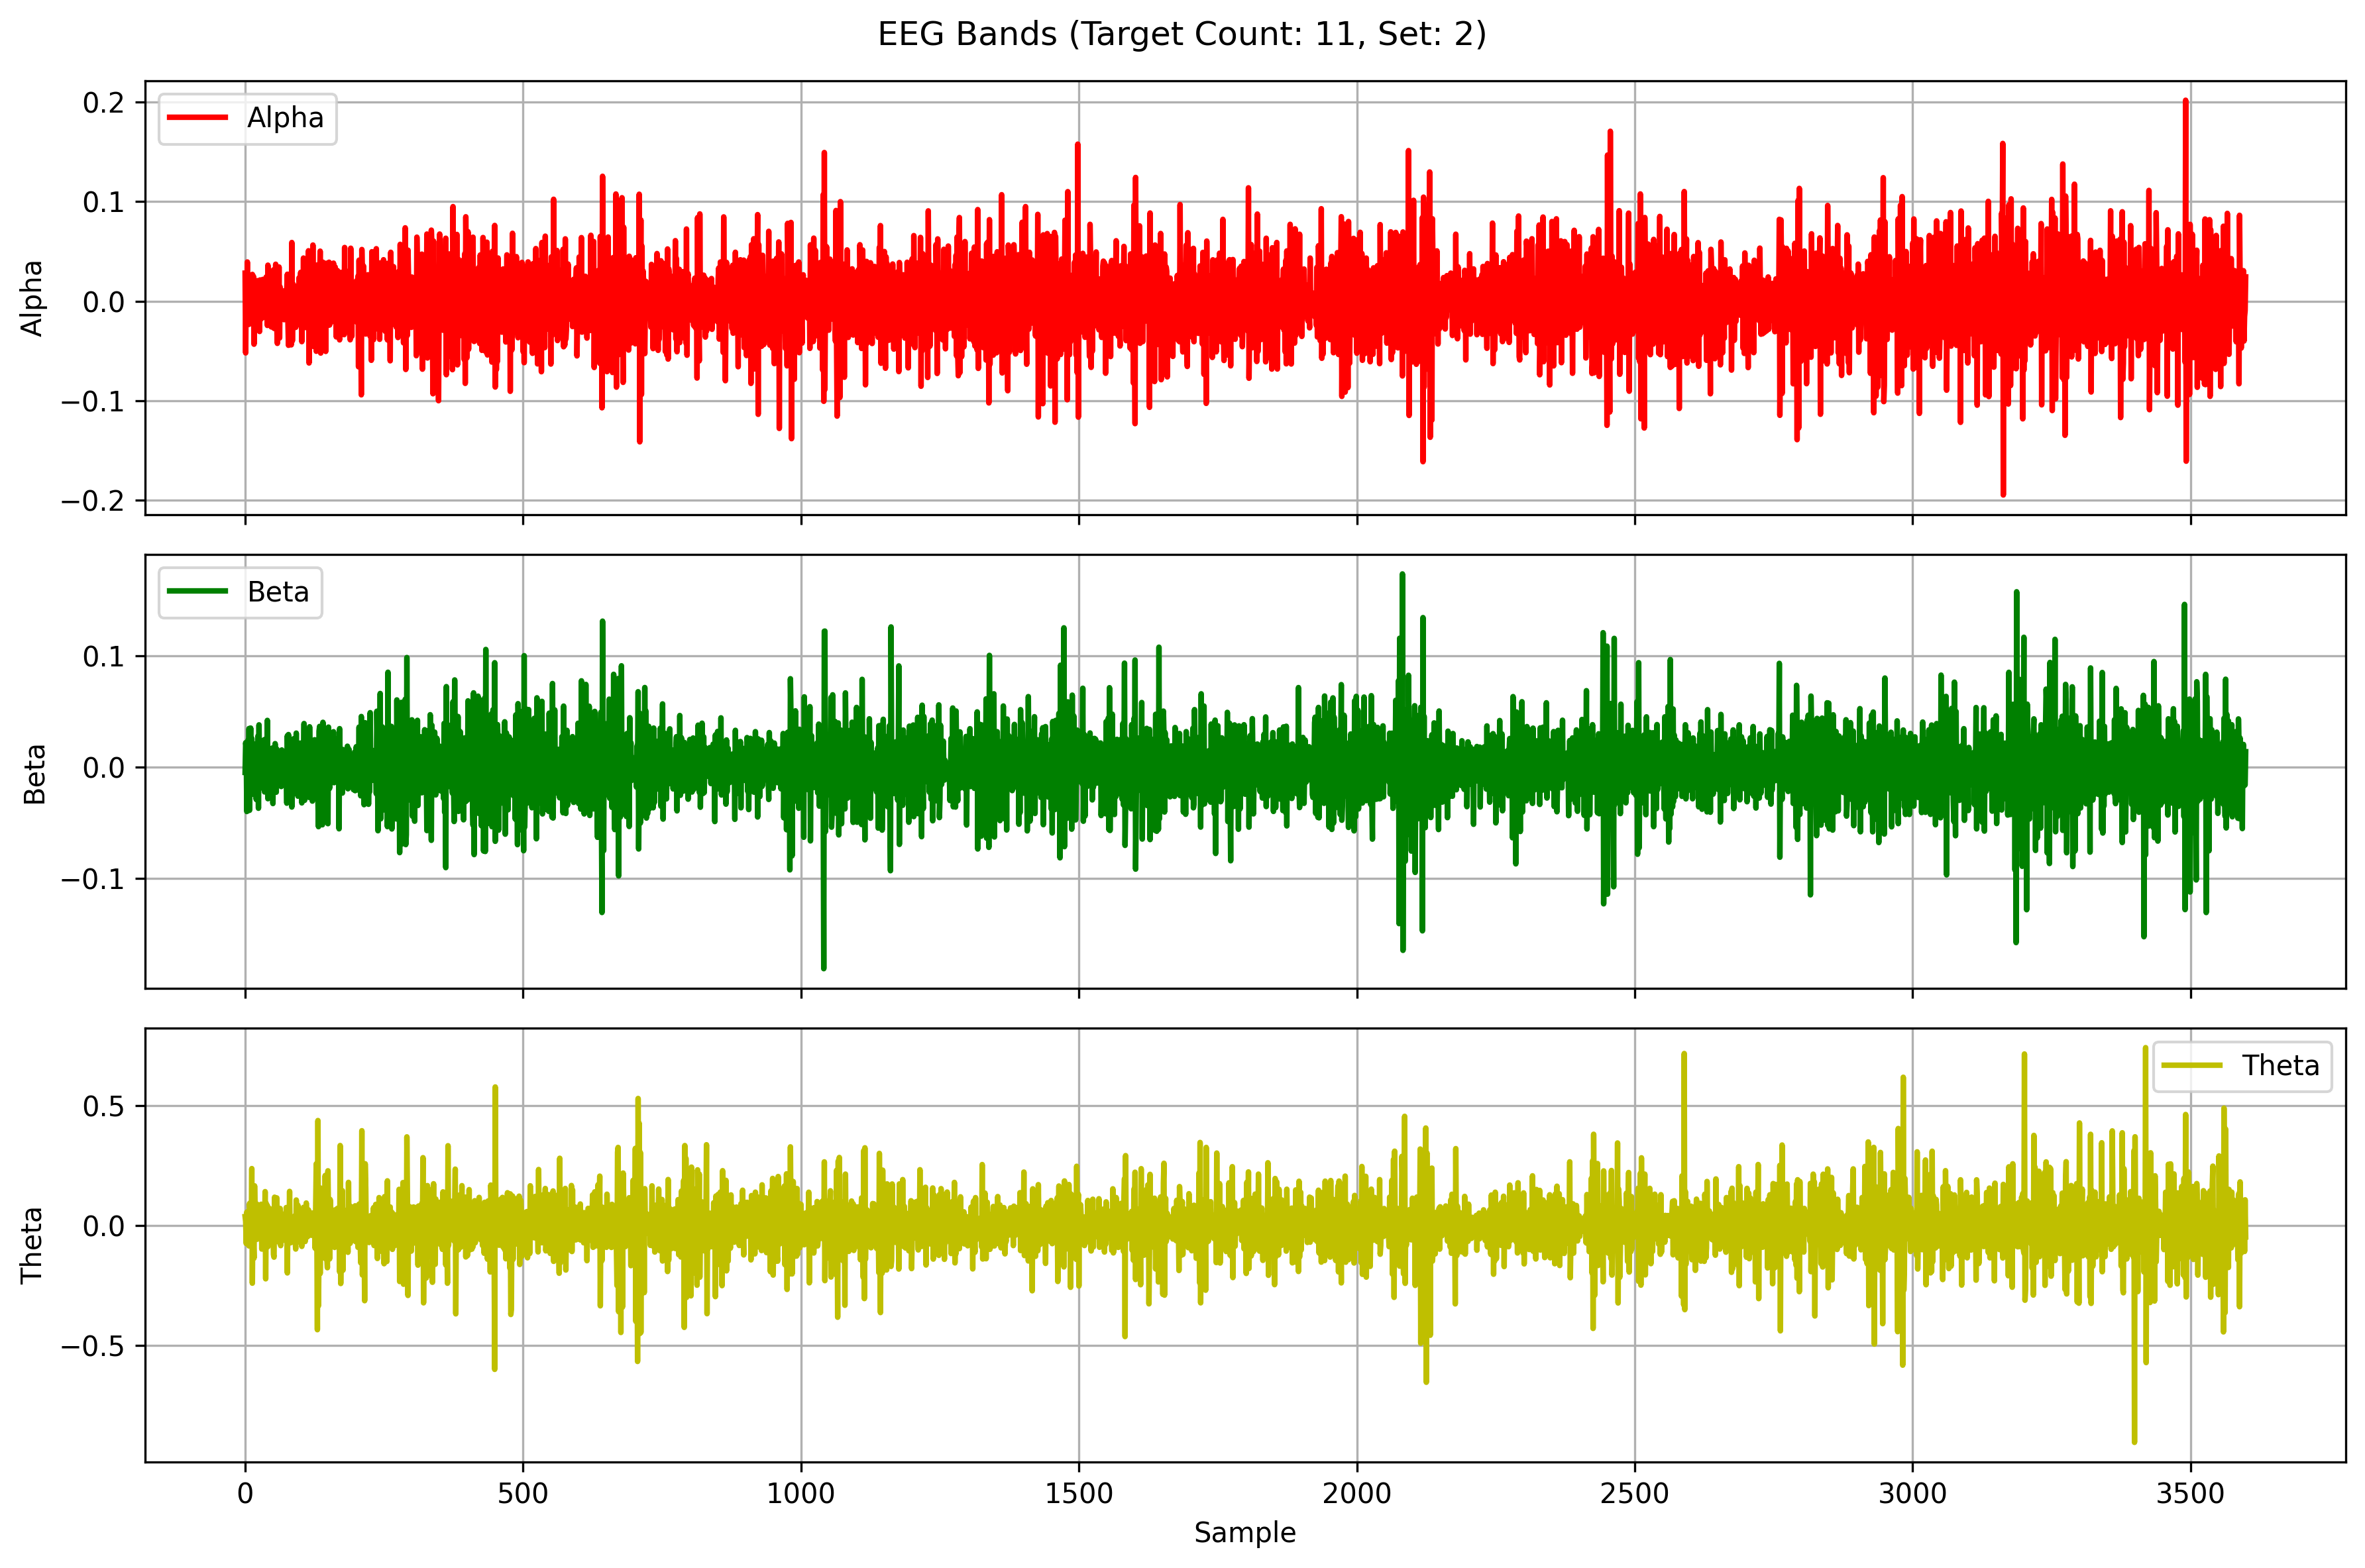 EEG Bands (Target Count: 11, Set: 2)
0.2
0.1
0.0
−0.1
−0.2
Alpha
Alpha
0.1
0.0
−0.1
Beta
Beta
0.5
0.0
−0.5
Theta
Theta
0 500 1000 1500 2000 2500 3000 3500
Sample